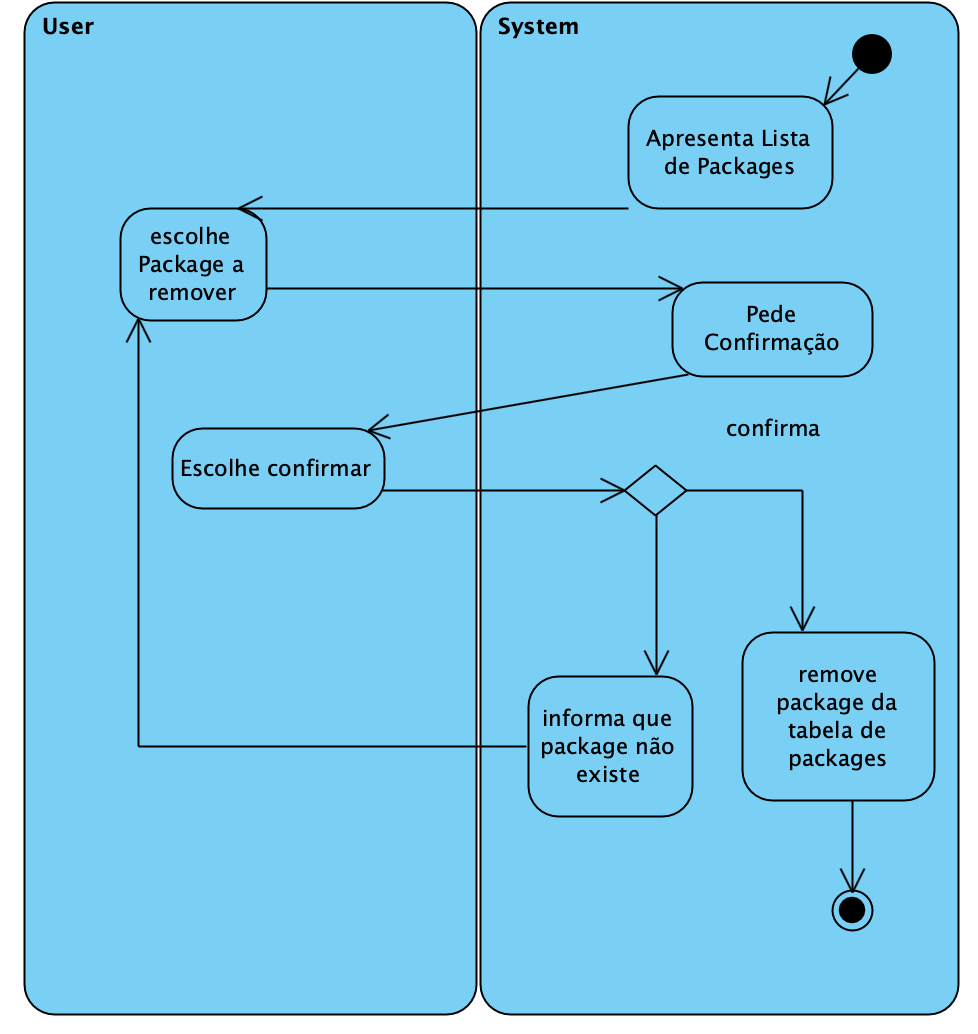 User
System
Apresenta Lista
de Packages
escolhe
Package a
remover
Pede
Confirmação
Escolhe confirmar
confirma
informa que
package não
existe
remove
package da
tabela de
packages